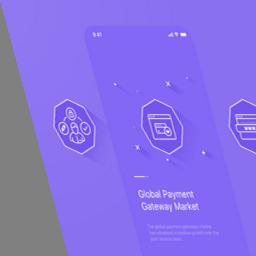 9:41
Global Payment
Gateway Market
The global payment gateway market
has witnessed a positive growth over the
past several years.